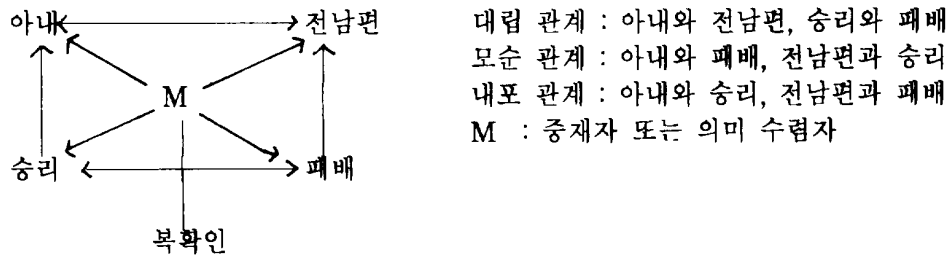 아내 전남편
M
승리 패배
복확인
대립 관계 : 아내와 전남편, 승리와 패배
모순 관계 : 아내와 패배, 전남편과 승리
내포 관계 : 아내와 승리, 전남편과 패배
M : 중재자 또는 의미 수렴자